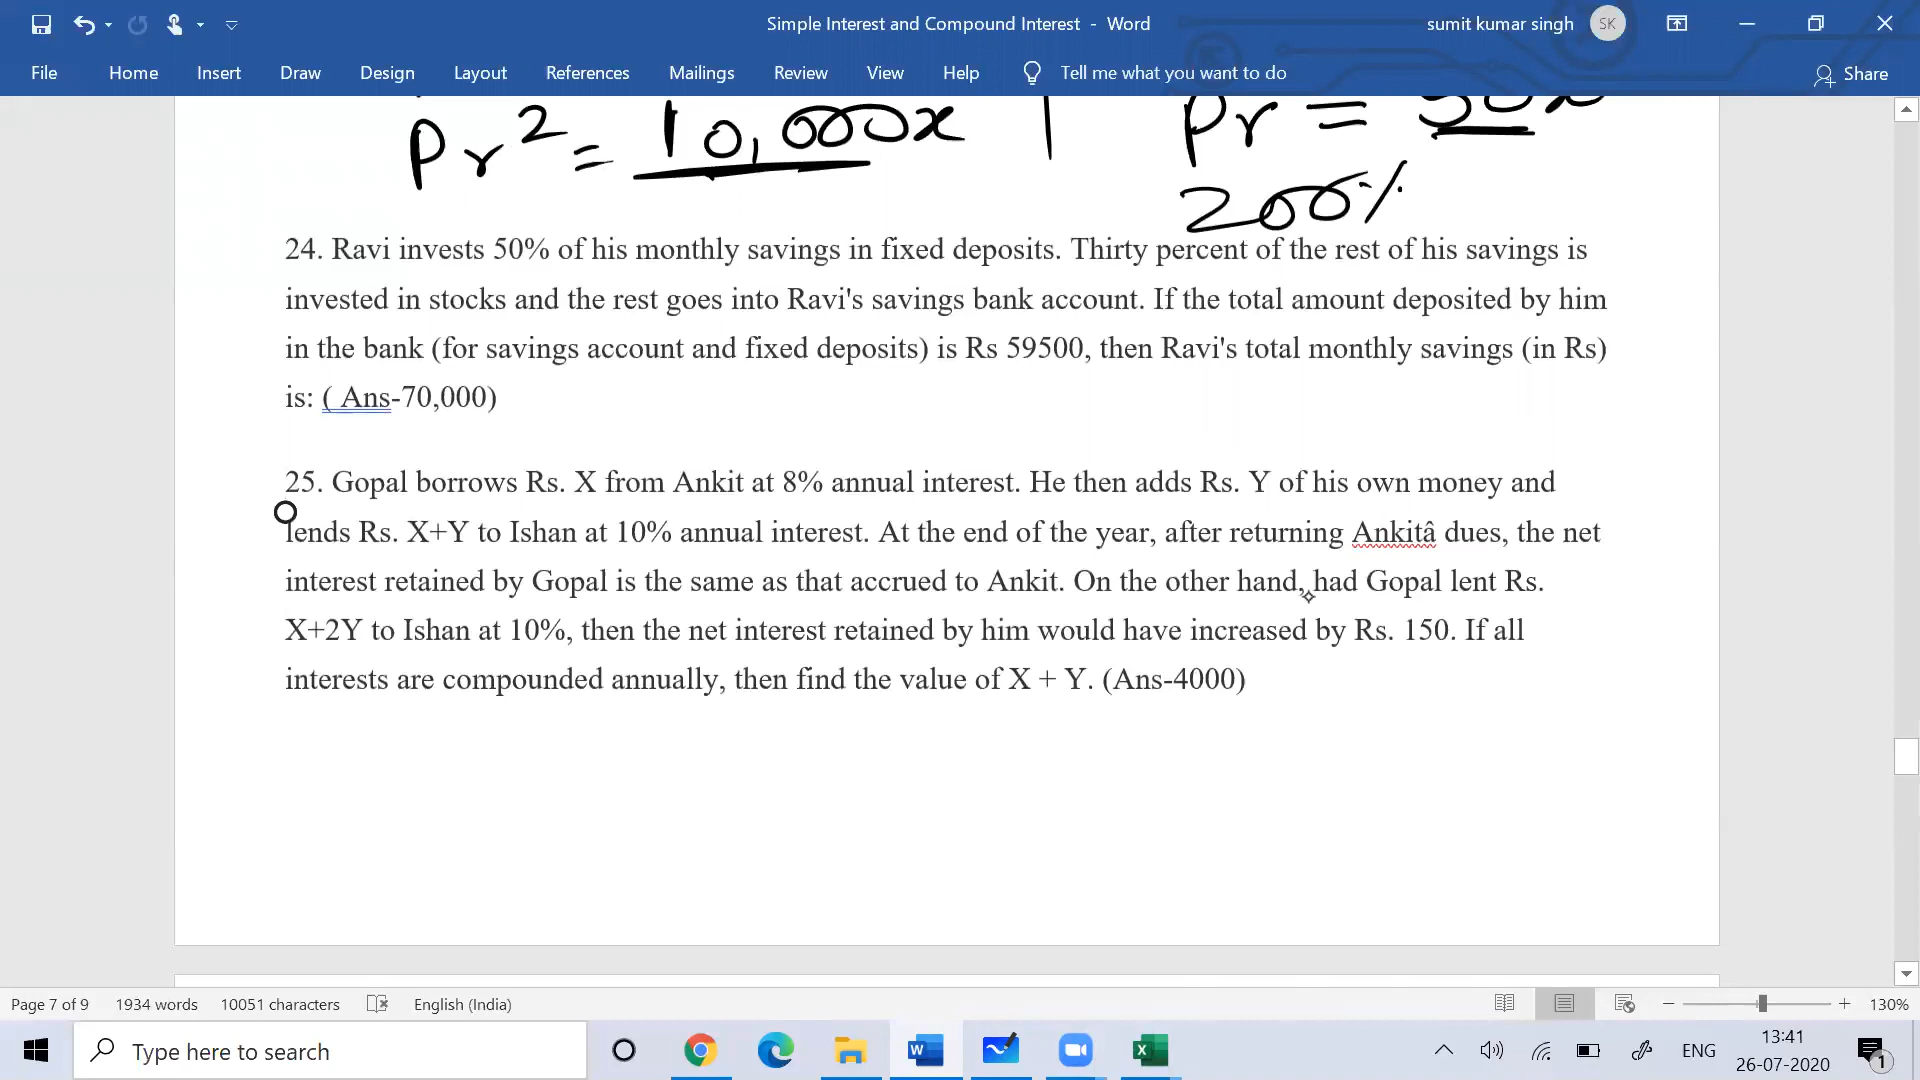 Simple Interest and Compound Interest - Word
sumit kumar singh SK
File Home Insert Draw Design Layout References Mailings Review View Help Tell me what you want to do Share
Pr² = 10,000x Pr =
200%
24. Ravi invests 50% of his monthly savings in fixed deposits. Thirty percent of the rest of his savings is
invested in stocks and the rest goes into Ravi's savings bank account. If the total amount deposited by him
in the bank (for savings account and fixed deposits) is Rs 59500, then Ravi's total monthly savings (in Rs)
is: ( Ans-70,000)
25. Gopal borrows Rs. X from Ankit at 8% annual interest. He then adds Rs. Y of his own money and
lends Rs. X+Y to Ishan at 10% annual interest. At the end of the year, after returning Ankitâ dues, the net
interest retained by Gopal is the same as that accrued to Ankit. On the other hand, had Gopal lent Rs.
X+2Y to Ishan at 10%, then the net interest retained by him would have increased by Rs. 150. If all
interests are compounded annually, then find the value of X + Y. (Ans-4000)
Page 7 of 9 1934 words 10051 characters English (India) 130%
Type here to search
ENG
13:41
26-07-2020
1